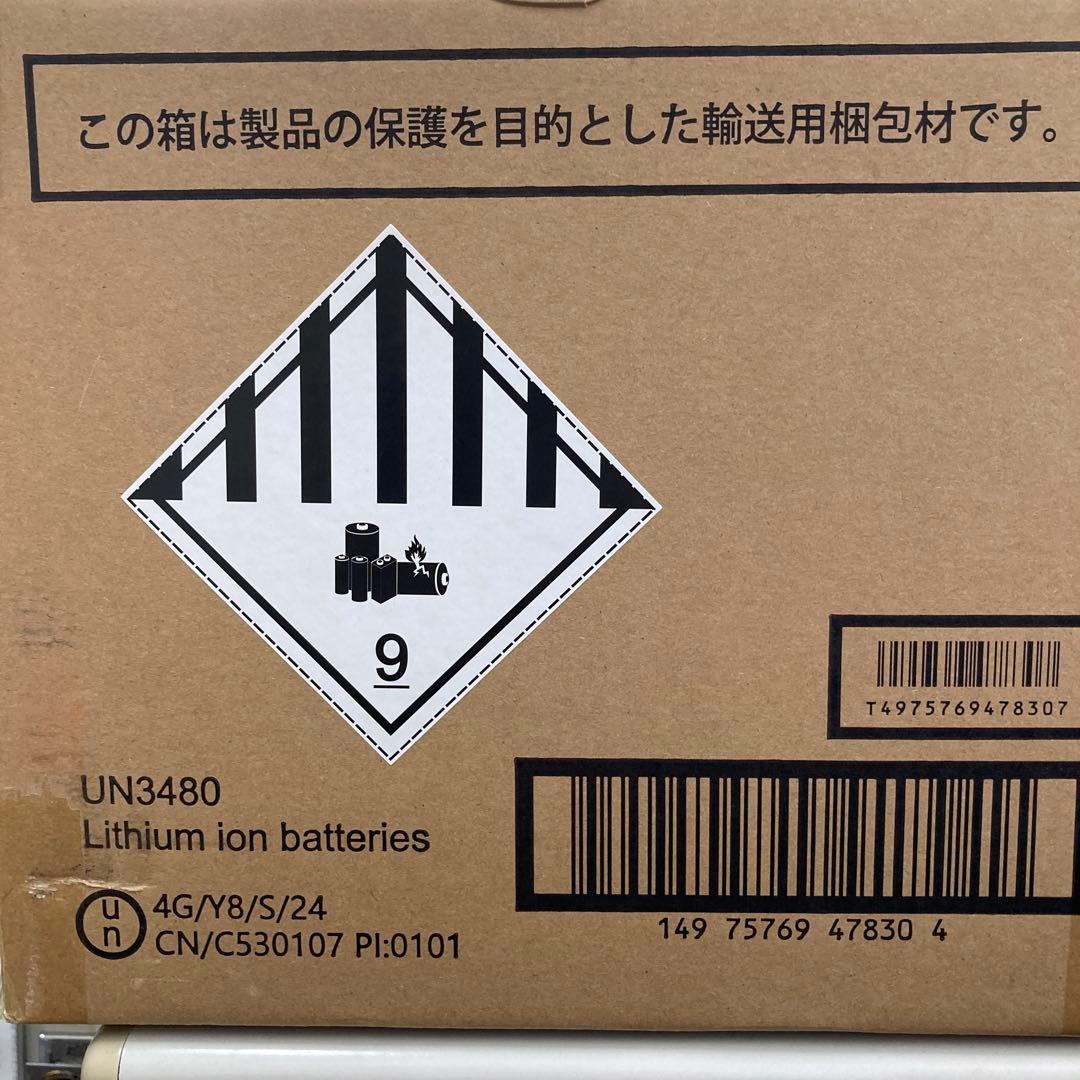 この箱は製品の保護を目的とした輸送用梱包材です。
9
T4975769478307
UN3480
Lithium ion batteries
un
4G/Y8/S/24
CN/C530107 PI:0101
149 75769 47830 4